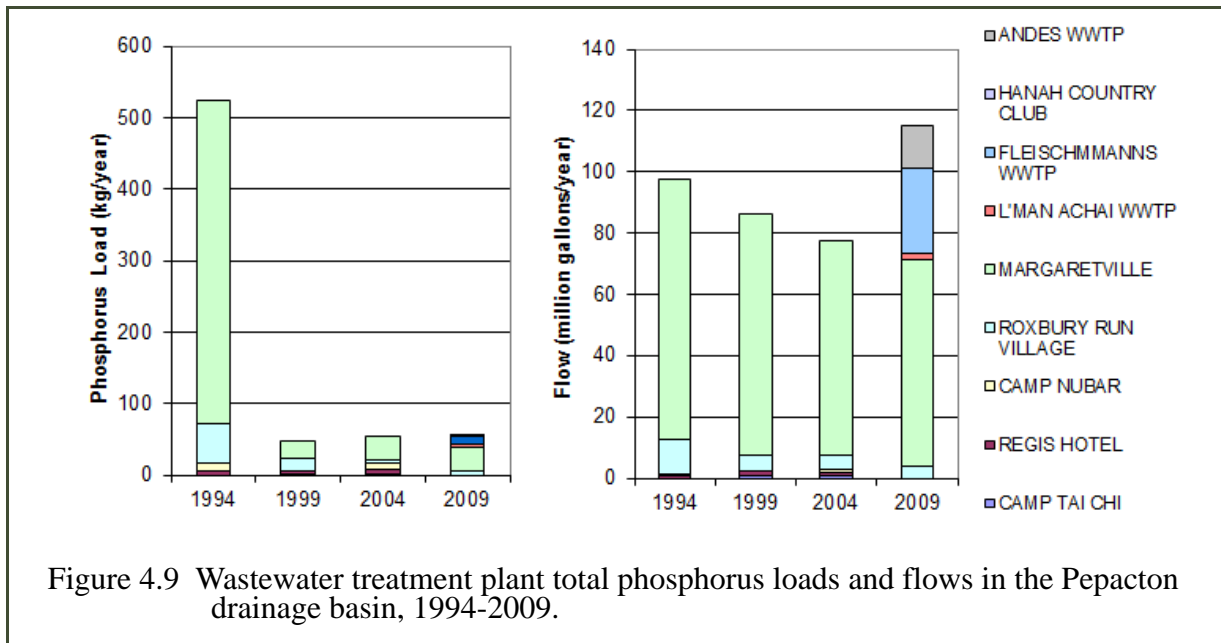 600
500
400
300
200
100
0
Phosphorus Load (kg/year)
1994 1999 2004 2009
140
120
100
80
60
40
20
0
Flow (million gallons/year)
1994 1999 2004 2009
ANDES WWTP
HANAH COUNTRY
CLUB
FLEISCHMMANNS
WWTP
L'MAN ACHAI WWTP
MARGARETVILLE
ROXBURY RUN
VILLAGE
CAMP NUBAR
REGIS HOTEL
CAMP TAI CHI
Figure 4.9 Wastewater treatment plant total phosphorus loads and flows in the Pepacton
drainage basin, 1994-2009.